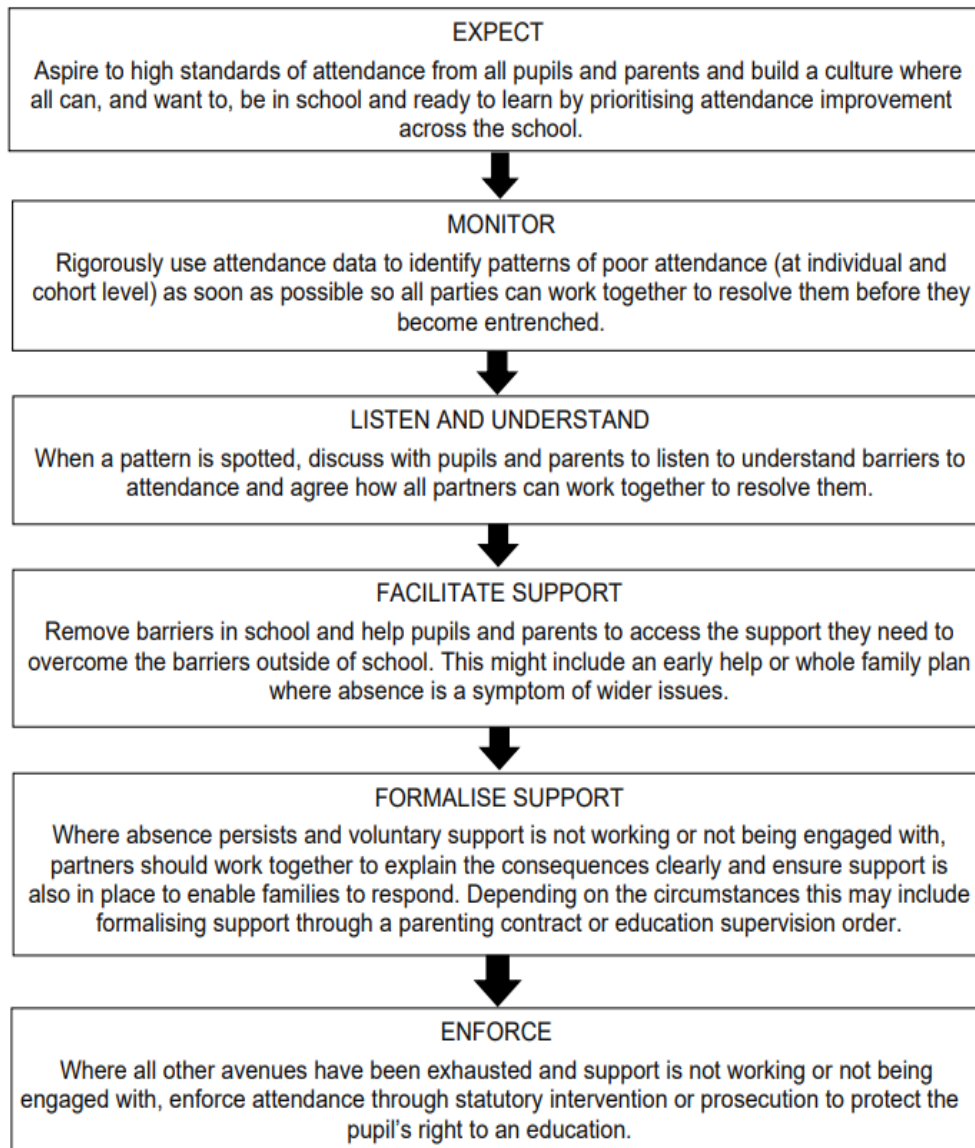 EXPECT
Aspire to high standards of attendance from all pupils and parents and build a culture where
all can, and want to, be in school and ready to learn by prioritising attendance improvement
across the school.
MONITOR
Rigorously use attendance data to identify patterns of poor attendance (at individual and
cohort level) as soon as possible so all parties can work together to resolve them before they
become entrenched.
LISTEN AND UNDERSTAND
When a pattern is spotted, discuss with pupils and parents to listen to understand barriers to
attendance and agree how all partners can work together to resolve them.
FACILITATE SUPPORT
Remove barriers in school and help pupils and parents to access the support they need to
overcome the barriers outside of school. This might include an early help or whole family plan
where absence is a symptom of wider issues.
FORMALISE SUPPORT
Where absence persists and voluntary support is not working or not being engaged with,
partners should work together to explain the consequences clearly and ensure support is
also in place to enable families to respond. Depending on the circumstances this may include
formalising support through a parenting contract or education supervision order.
ENFORCE
Where all other avenues have been exhausted and support is not working or not being
engaged with, enforce attendance through statutory intervention or prosecution to protect the
pupil's right to an education.